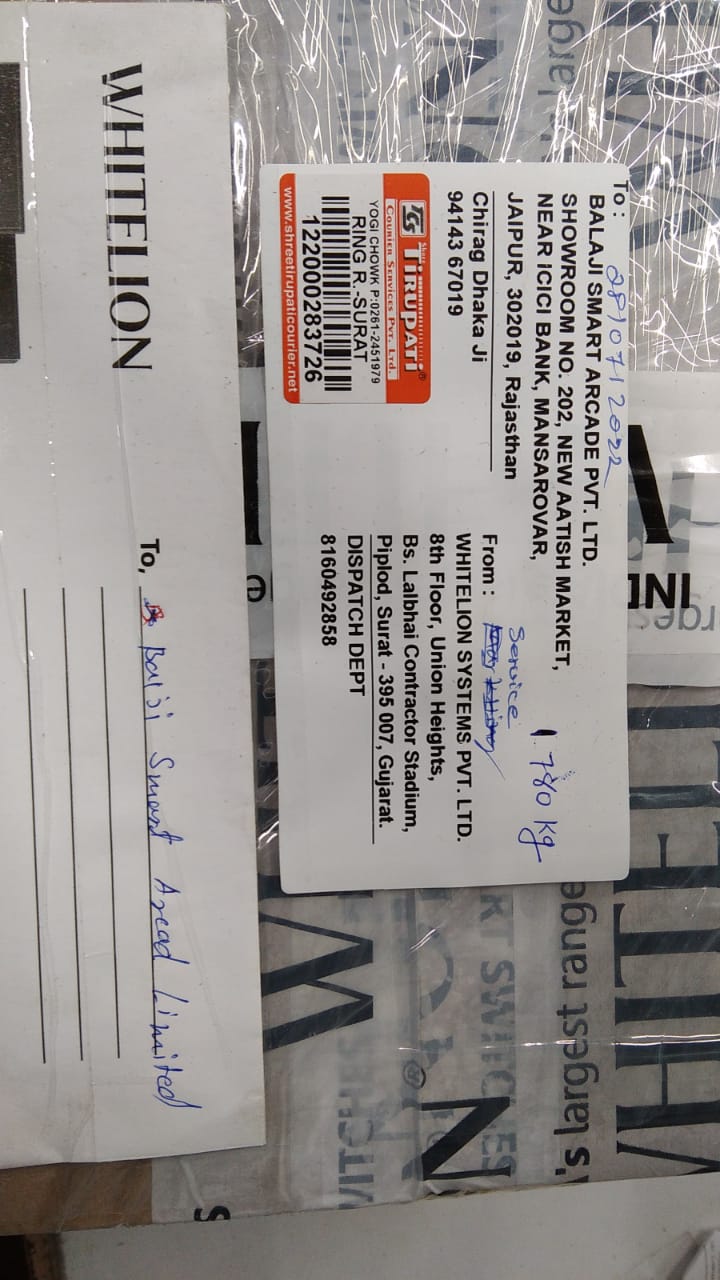 To :
28/07/2022
BALAJI SMART ARCADE PVT. LTD.
SHOWROOM NO. 202, NEW AATISH MARKET,
NEAR ICICI BANK, MANSAROVAR,
JAIPUR, 302019, Rajasthan
Chirag Dhaka Ji
94143 67019
1.780 kg
Service
From :
WHITELION SYSTEMS PVT. LTD.
8th Floor, Union Heights,
Bs. Lalbhai Contractor Stadium,
Piplod, Surat - 395 007, Gujarat.
DISPATCH DEPT
8160492858
TCS
Shree
TIRUPATI®
COURIER SERVICES PVT. LTD.
YOGI CHOWK P:0261-2451979
RING R.-SURAT
122000283726
www.shreetirupaticourier.net
WHITELION
To, Balji Smart Arcad Limited
s largest range